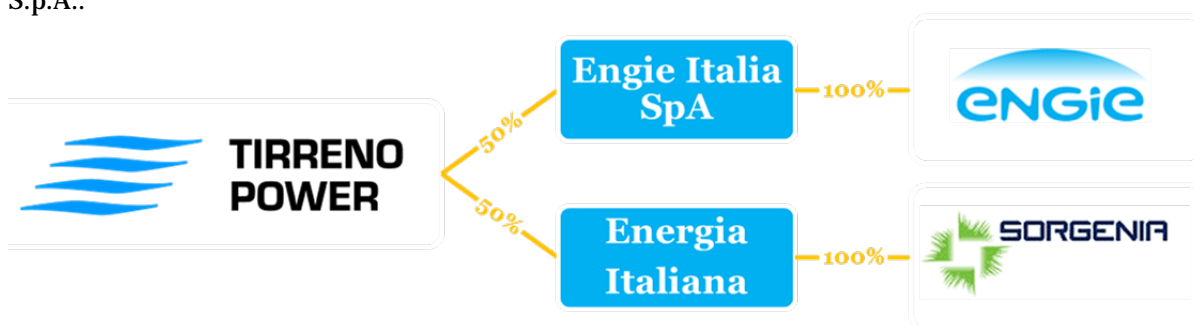 S.p.A..
TIRRENO
POWER
50%
50%
Engie Italia
SpA
Energia
Italiana
100%
100%
ENGIE
SORGENIA